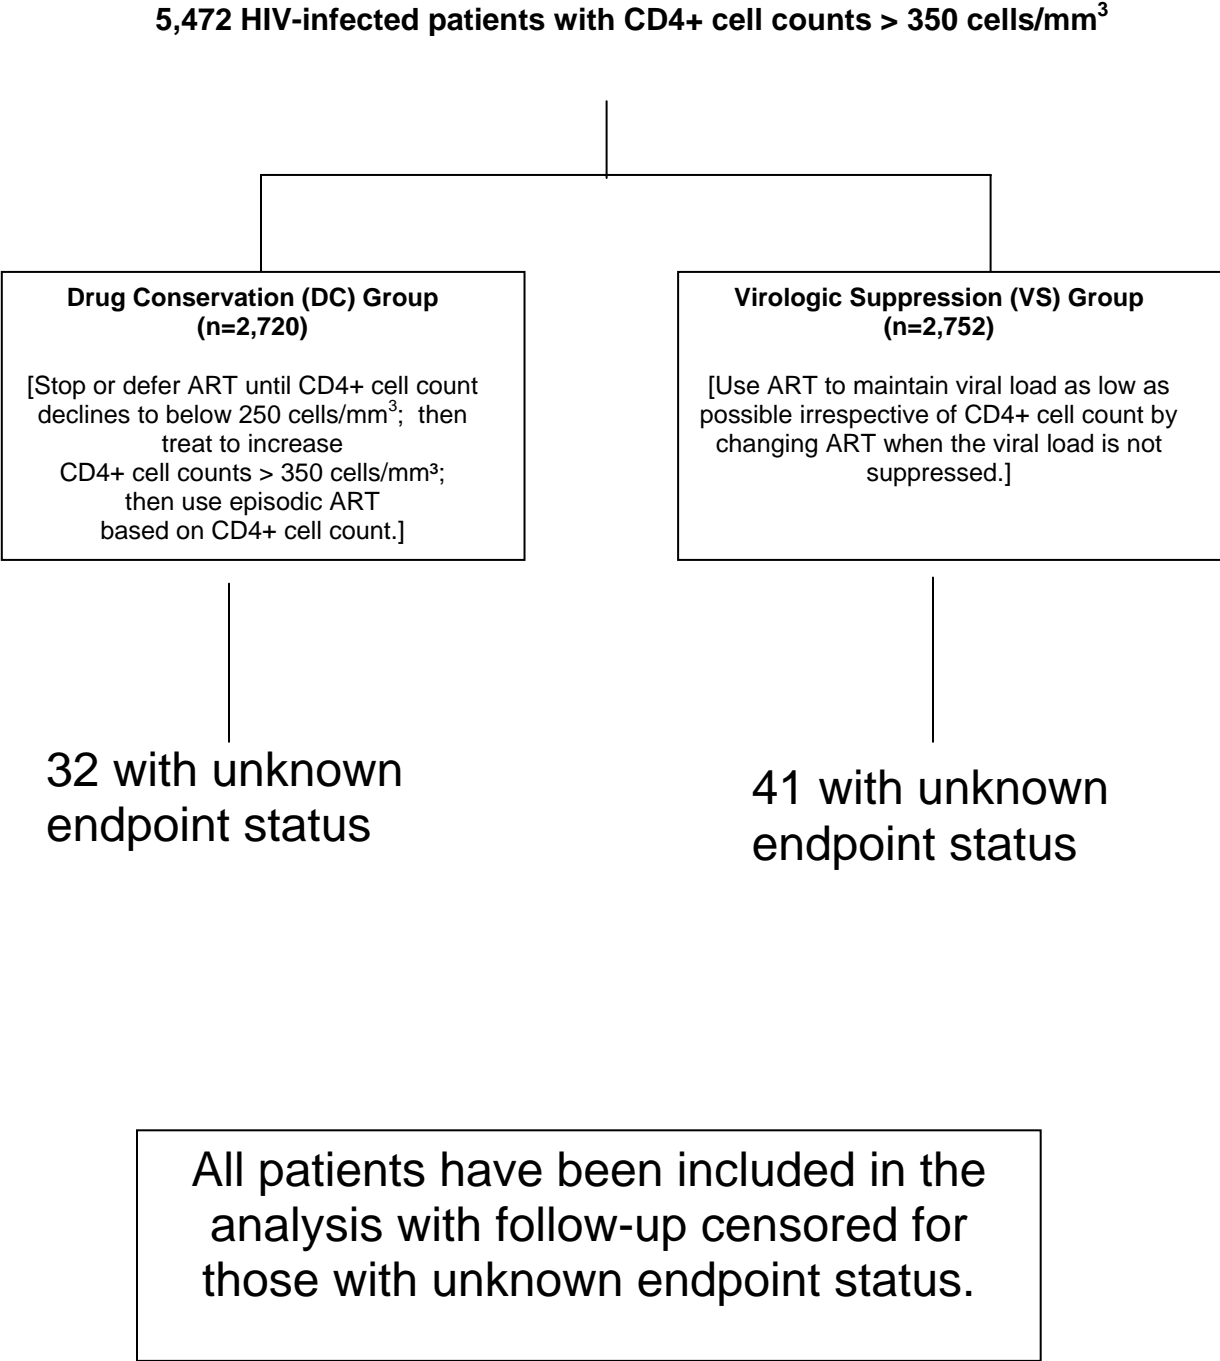 5,472 HIV-infected patients with CD4+ cell counts > 350 cells/mm³
Drug Conservation (DC) Group
(n=2,720)
[Stop or defer ART until CD4+ cell count
declines to below 250 cells/mm³;  then
treat to increase
CD4+ cell counts > 350 cells/mm³;
then use episodic ART
based on CD4+ cell count.]
Virologic Suppression (VS) Group
(n=2,752)
[Use ART to maintain viral load as low as
possible irrespective of CD4+ cell count by
changing ART when the viral load is not
suppressed.]
32 with unknown
endpoint status
41 with unknown
endpoint status
All patients have been included in the
analysis with follow-up censored for
those with unknown endpoint status.